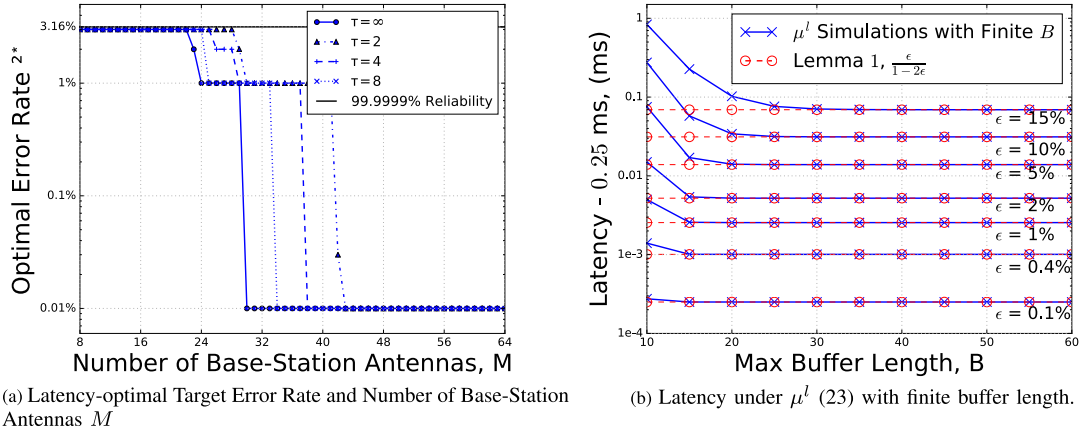 3.16%
1%
0.1%
0.01%
Optimal Error Rate 2*
τ=∞
τ=2
τ=4
τ=8
99.9999% Reliability
8 16 24 32 40 48 56 64
Number of Base-Station Antennas, M
(a) Latency-optimal Target Error Rate and Number of Base-Station
Antennas M
Latency - 0.25 ms, (ms)
1
0.1
0.01
1e-3
1e-4
μ^l Simulations with Finite B
Lemma 1, ϵ/(1−2ϵ)
ϵ = 15%
ϵ = 10%
ϵ = 5%
ϵ = 2%
ϵ = 1%
ϵ = 0.4%
ϵ = 0.1%
10 15 20 25 30 35 40 45 50 55 60
Max Buffer Length, B
(b) Latency under μ^l (23) with finite buffer length.